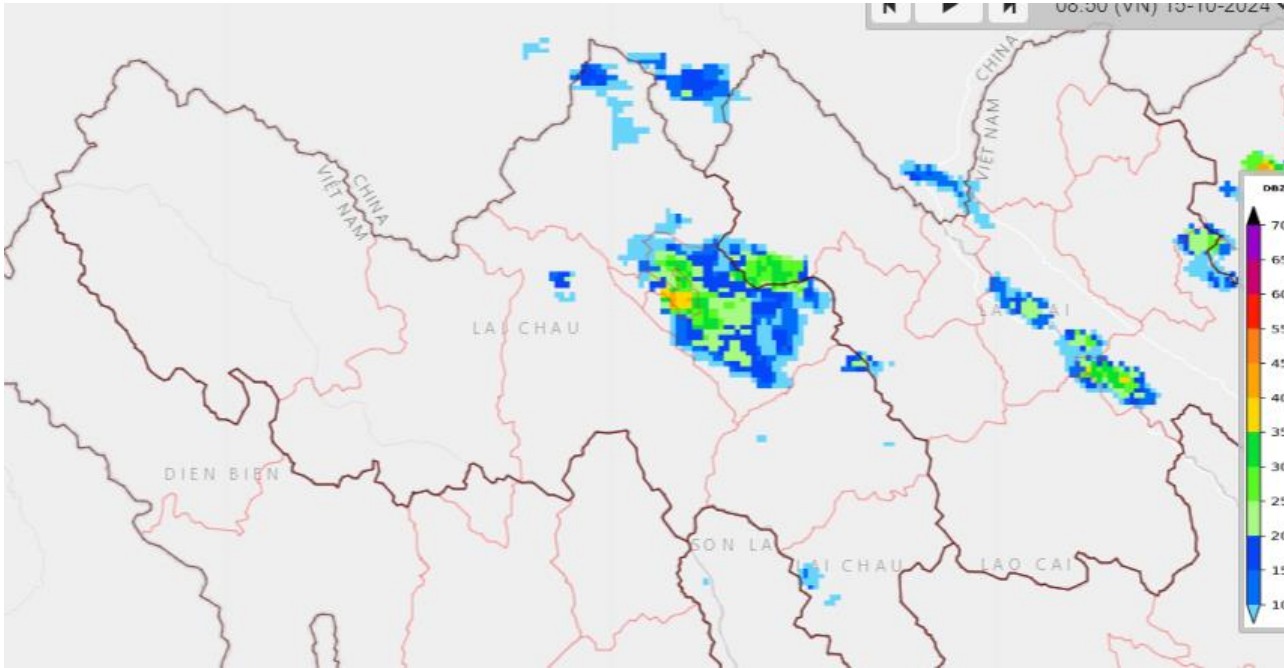 08:50 (VN) 15-10-2024
CHINA
VIỆT NAM
CHINA
VIỆT NAM
DBZ
70
65
60
55
50
45
40
35
30
25
20
15
10
LAI CHAU
LAO CAI
DIEN BIEN
SON LA
LAI CHAU
LAO CAI